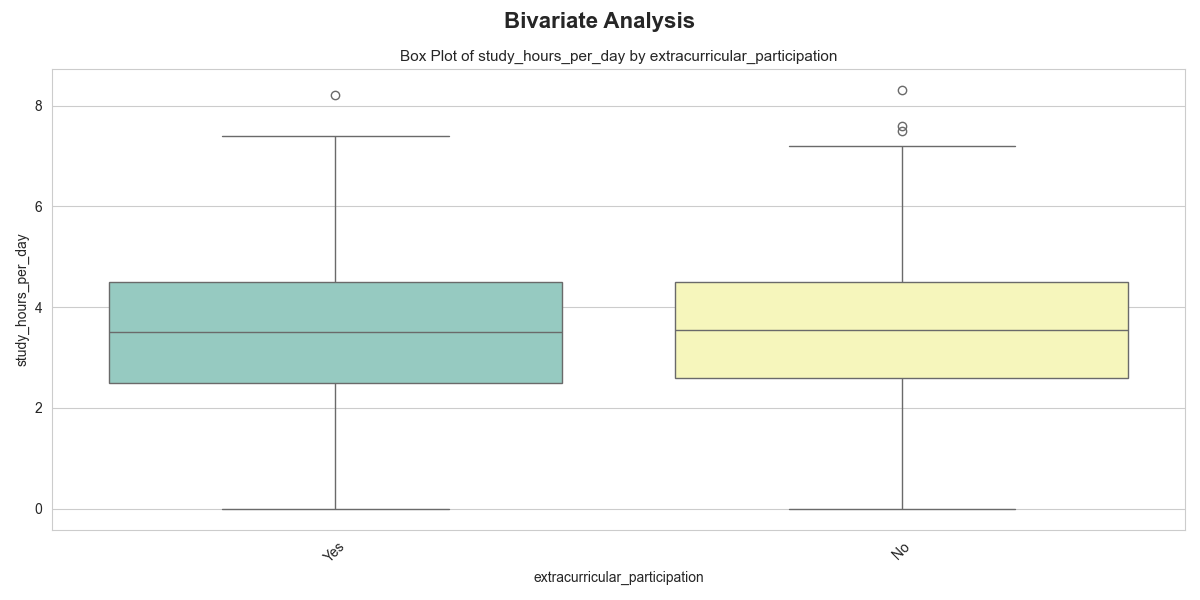 Bivariate Analysis
Box Plot of study_hours_per_day by extracurricular_participation
8
6
4
2
0
study_hours_per_day
Yes
No
extracurricular_participation